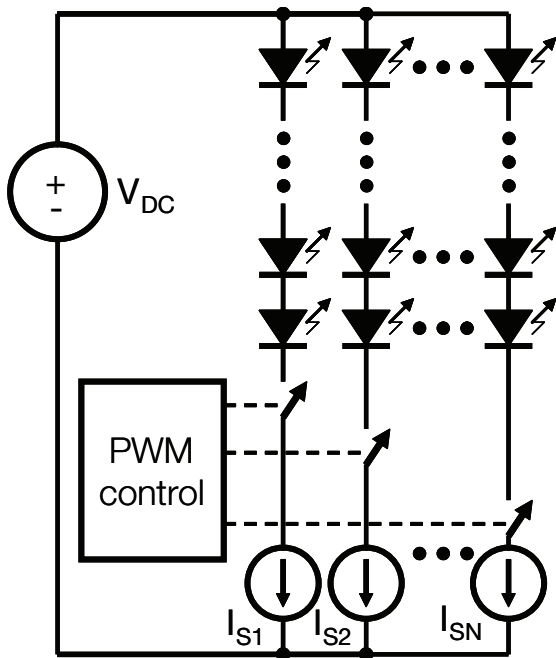 +
-
V_DC
PWM
control
I_S1
I_S2
I_SN